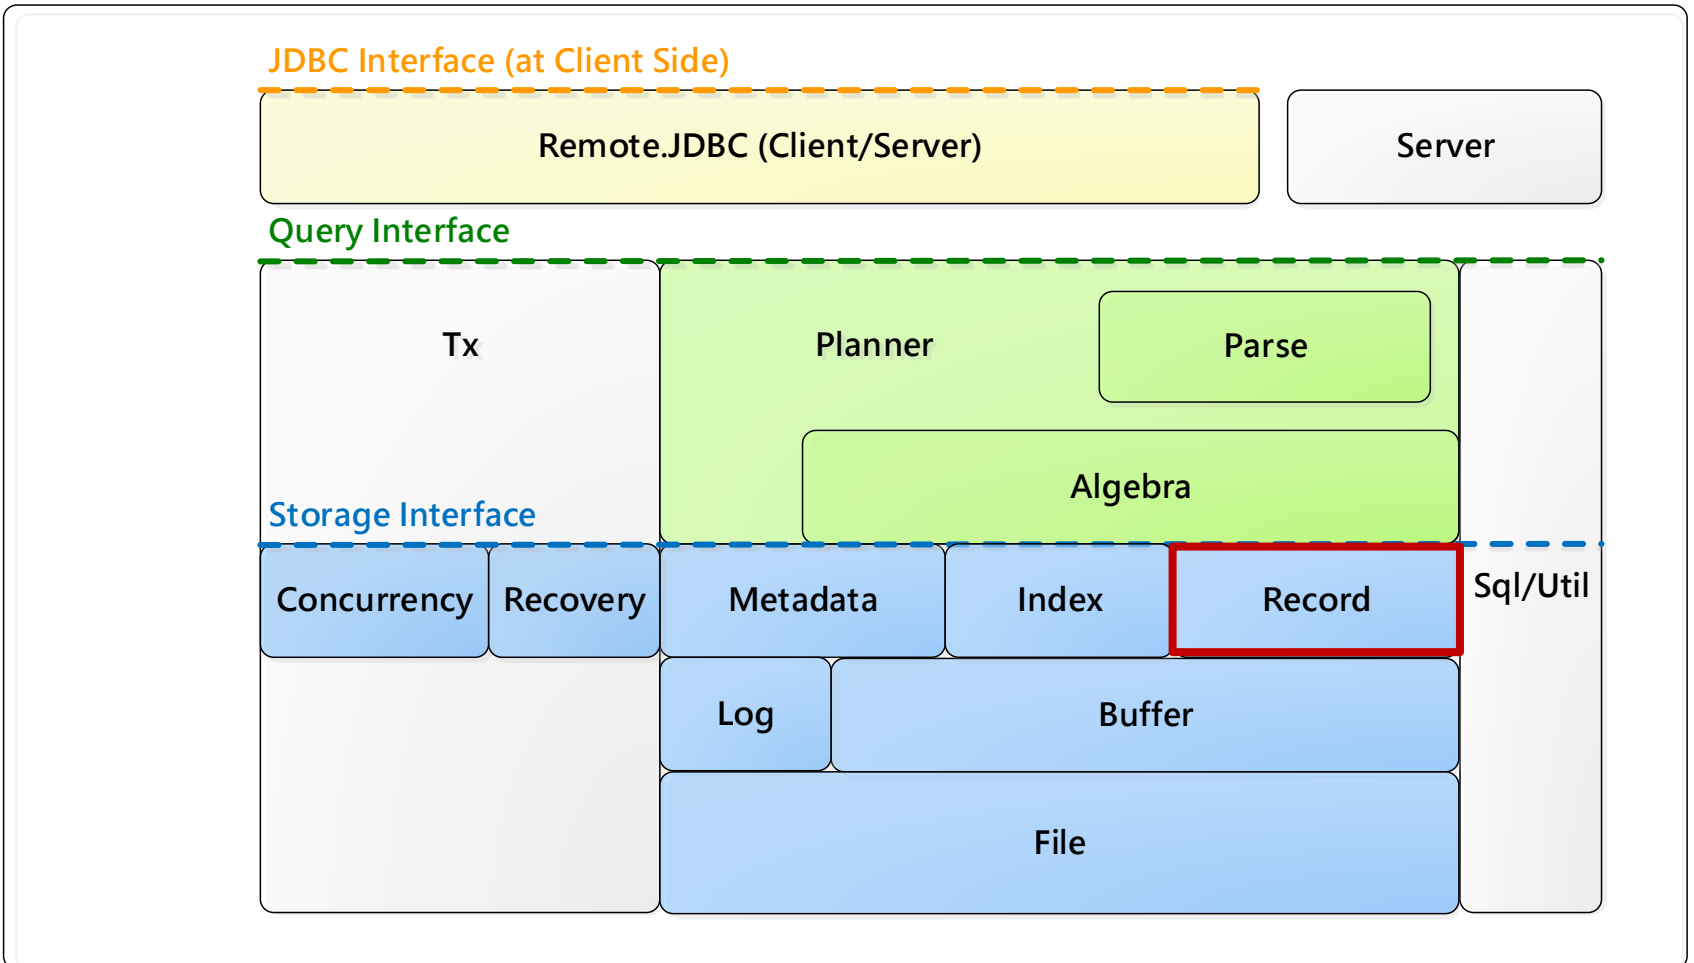 JDBC Interface (at Client Side)
Remote.JDBC (Client/Server)
Server
Query Interface
Tx
Planner
Parse
Algebra
Storage Interface
Concurrency
Recovery
Metadata
Index
Record
Sql/Util
Log
Buffer
File